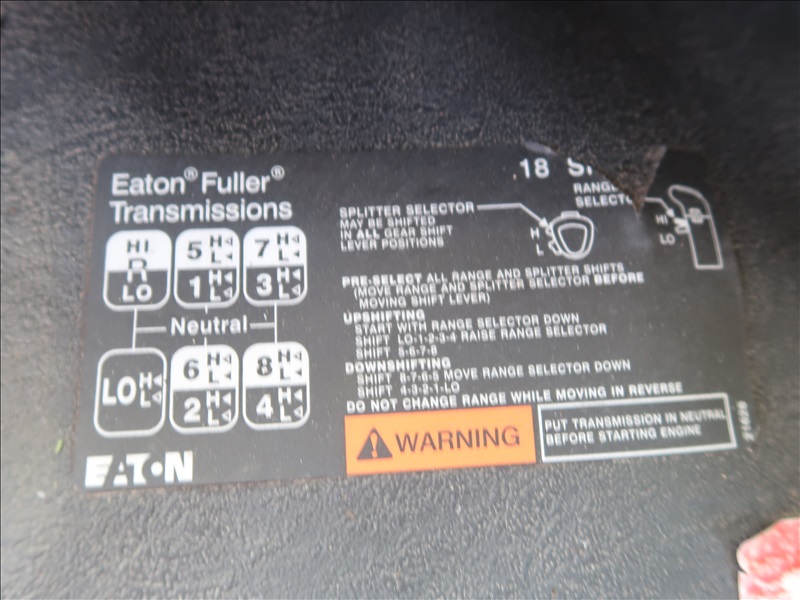 Eaton® Fuller®
Transmissions
18
HI
R
LO
5 H L
1 H L
7 H L
3 H L
Neutral
LO H L
6 H L
2 H L
8 H L
4 H L
EATON
SPLITTER SELECTOR
MAY BE SHIFTED
IN ALL GEAR SHIFT
LEVER POSITIONS
H
L
HI
LO
PRE-SELECT ALL RANGE AND SPLITTER SHIFTS
(MOVE RANGE AND SPLITTER SELECTOR BEFORE
MOVING SHIFT LEVER)
UPSHIFTING
START WITH RANGE SELECTOR DOWN
SHIFT LO-1-2-3-4 RAISE RANGE SELECTOR
SHIFT 5-6-7-8
DOWNSHIFTING
SHIFT 8-7-6-5 MOVE RANGE SELECTOR DOWN
SHIFT 4-3-2-1-LO
DO NOT CHANGE RANGE WHILE MOVING IN REVERSE
WARNING
PUT TRANSMISSION IN NEUTRAL
BEFORE STARTING ENGINE